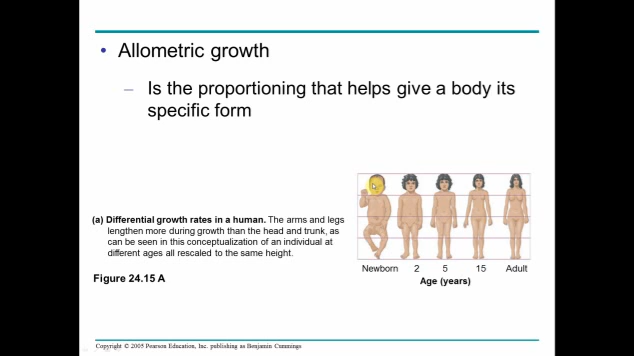 • Allometric growth
– Is the proportioning that helps give a body its
specific form
(a) Differential growth rates in a human. The arms and legs
lengthen more during growth than the head and trunk, as
can be seen in this conceptualization of an individual at
different ages all rescaled to the same height.
Newborn 2 5 15 Adult
Age (years)
Figure 24.15 A
Copyright © 2005 Pearson Education, Inc. publishing as Benjamin Cummings